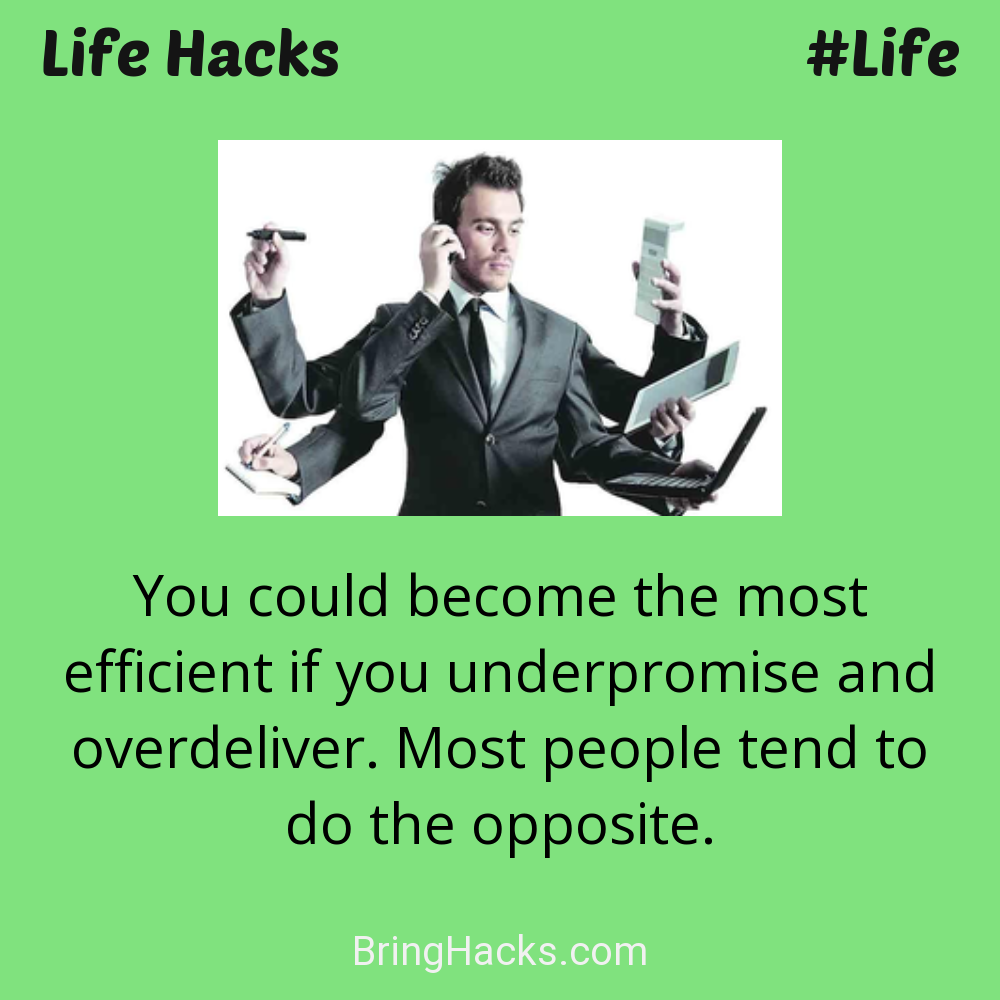 Life Hacks
#Life
You could become the most
efficient if you underpromise and
overdeliver. Most people tend to
do the opposite.
BringHacks.com